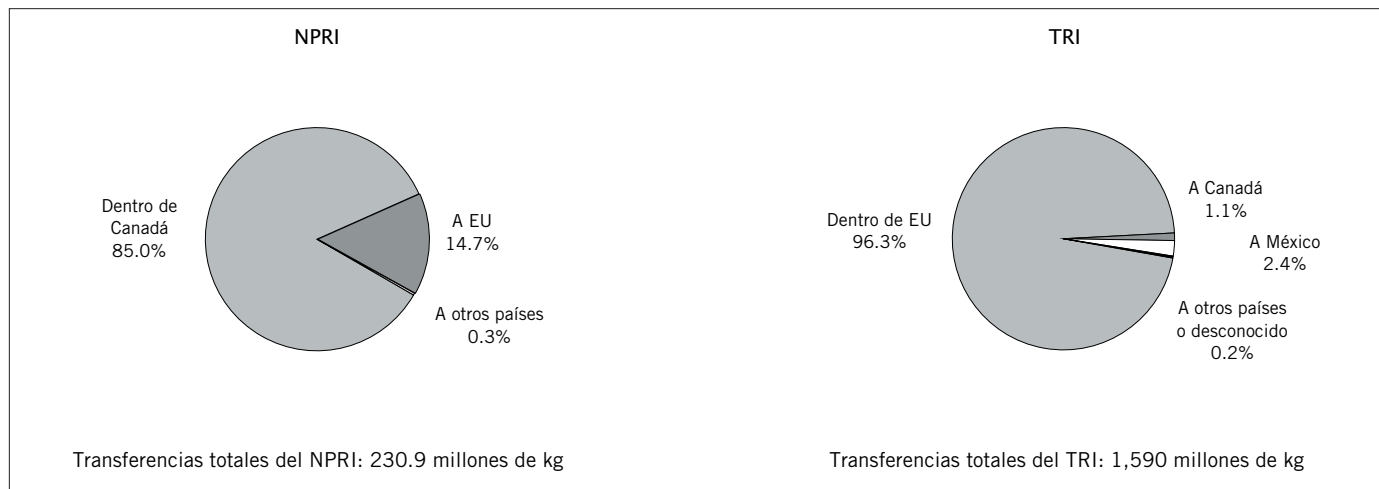 NPRI
Dentro de
Canadá
85.0%
A EU
14.7%
A otros países
0.3%
Transferencias totales del NPRI: 230.9 millones de kg
TRI
Dentro de EU
96.3%
A Canadá
1.1%
A México
2.4%
A otros países
o desconocido
0.2%
Transferencias totales del TRI: 1,590 millones de kg